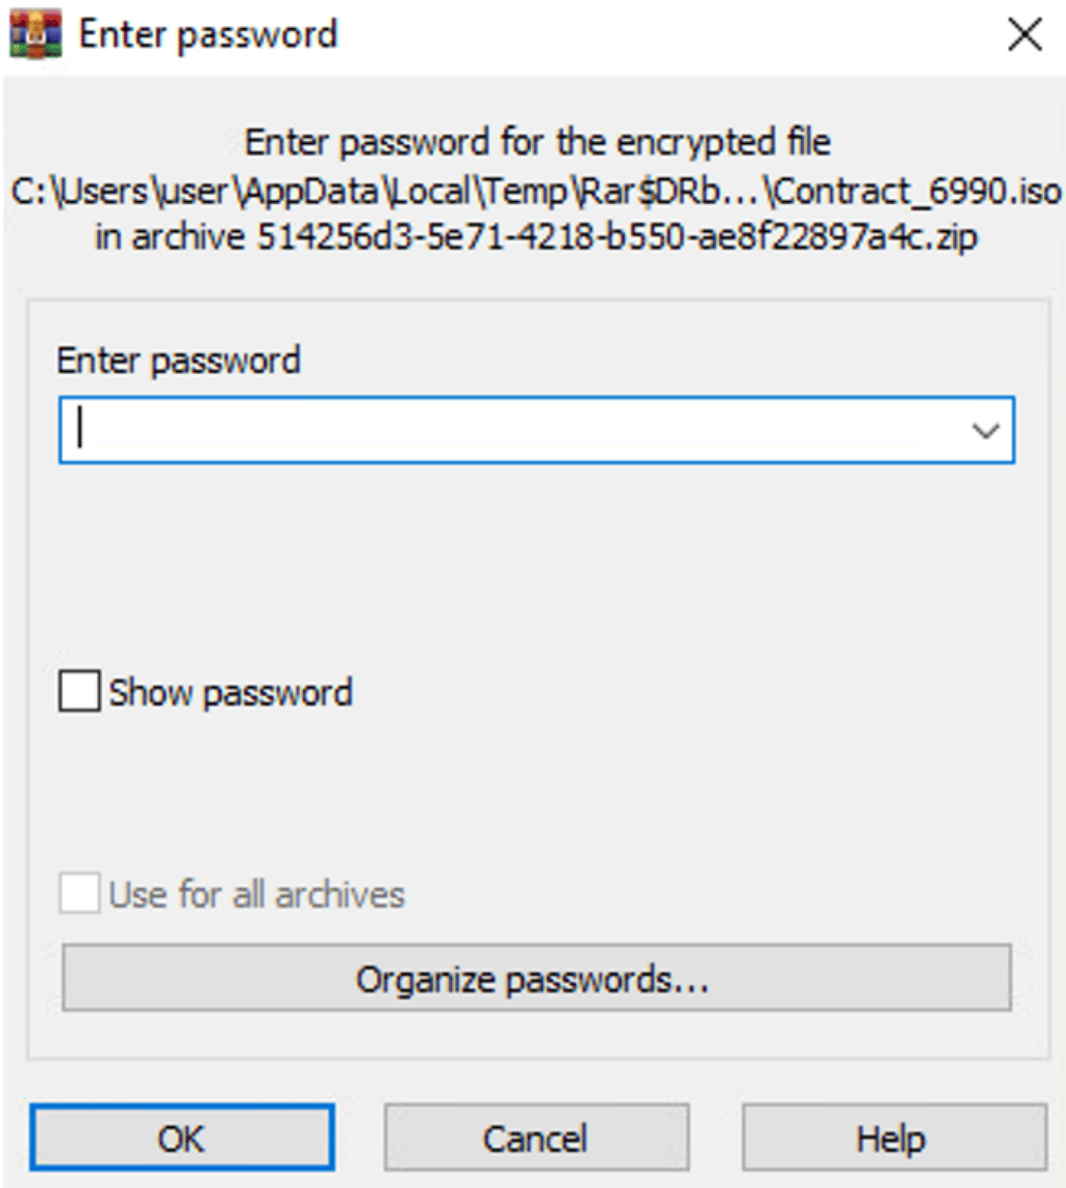 Enter password
Enter password for the encrypted file
C:\Users\user\AppData\Local\Temp\Rar$DRb...\Contract_6990.iso
in archive 514256d3-5e71-4218-b550-ae8f22897a4c.zip
Enter password
Show password
Use for all archives
Organize passwords...
OK
Cancel
Help